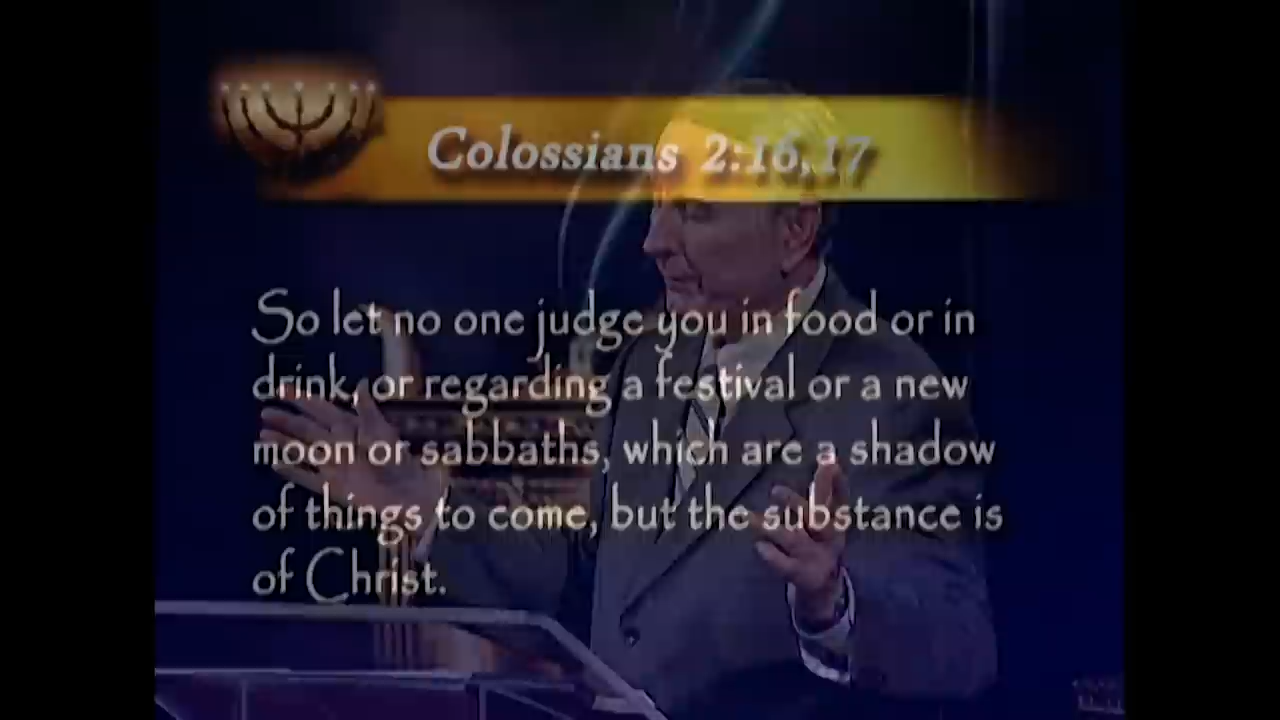 Colossians 2:16,17
So let no one judge you in food or in
drink, or regarding a festival or a new
moon or sabbaths, which are a shadow
of things to come, but the substance is
of Christ.